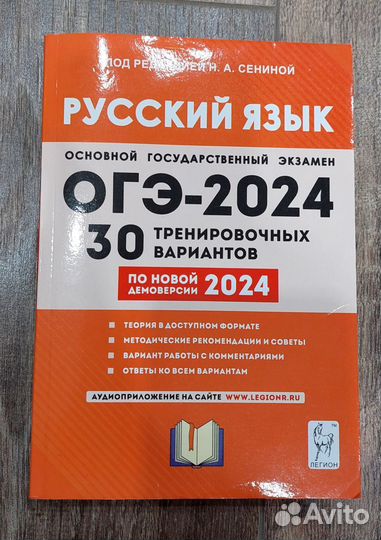 ПОД РЕДАКЦИЕЙ Н. А. СЕНИНОЙ
РУССКИЙ ЯЗЫК
ОСНОВНОЙ ГОСУДАРСТВЕННЫЙ ЭКЗАМЕН
ОГЭ-2024
30 ТРЕНИРОВОЧНЫХ
ВАРИАНТОВ
ПО НОВОЙ
ДЕМОВЕРСИИ 2024
ТЕОРИЯ В ДОСТУПНОМ ФОРМАТЕ
МЕТОДИЧЕСКИЕ РЕКОМЕНДАЦИИ И СОВЕТЫ
ВАРИАНТ РАБОТЫ С КОММЕНТАРИЯМИ
ОТВЕТЫ КО ВСЕМ ВАРИАНТАМ
АУДИОПРИЛОЖЕНИЕ НА САЙТЕ WWW.LEGIONR.RU
TM
ЛЕГИОН
Avito